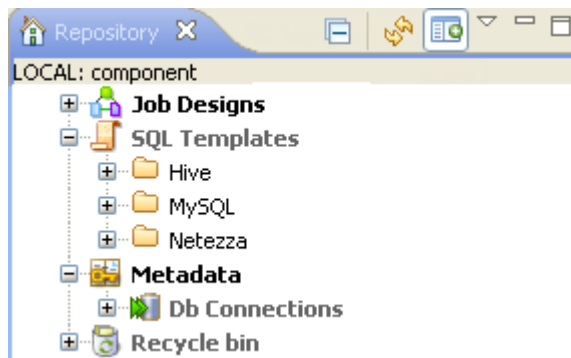 Repository
LOCAL: component
Job Designs
SQL Templates
Hive
MySQL
Netezza
Metadata
Db Connections
Recycle bin